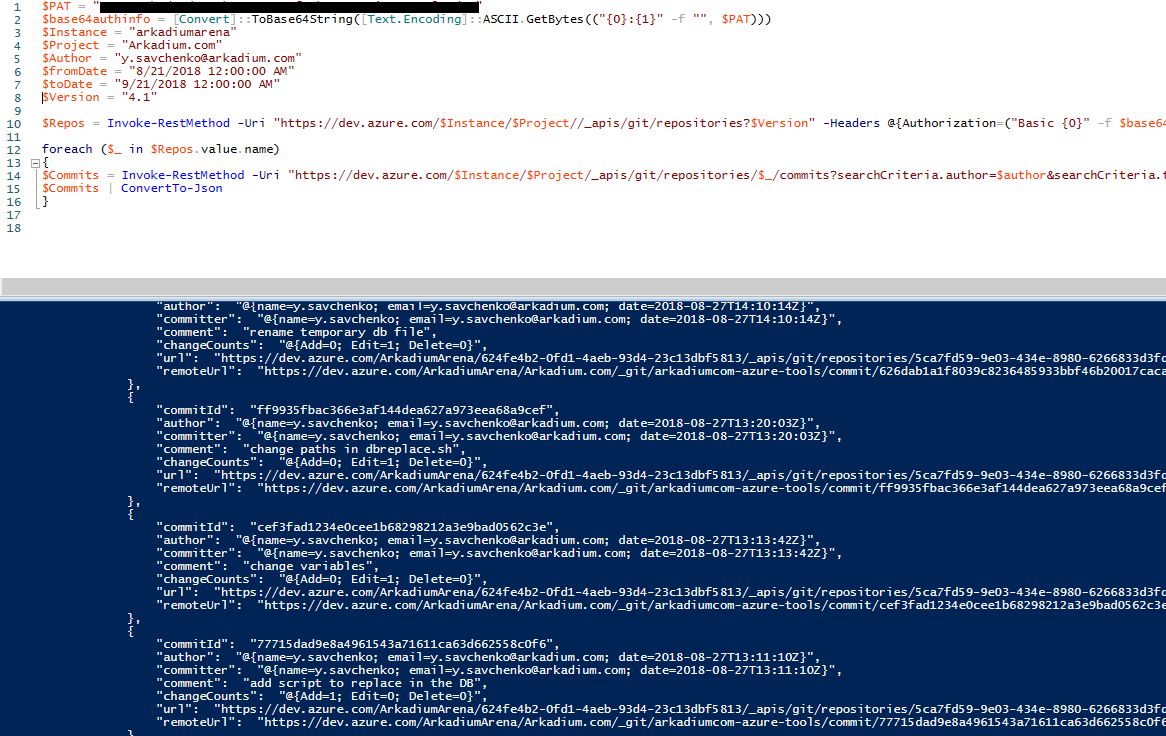 1 $PAT = "
2 $base64authinfo = [Convert]::ToBase64String([Text.Encoding]::ASCII.GetBytes(("{0}:{1}" -f "", $PAT)))
3 $Instance = "arkadiumarena"
4 $Project = "Arkadium.com"
5 $Author = "y.savchenko@arkadium.com"
6 $fromDate = "8/21/2018 12:00:00 AM"
7 $toDate = "9/21/2018 12:00:00 AM"
8 $Version = "4.1"
9
10 $Repos = Invoke-RestMethod -Uri "https://dev.azure.com/$Instance/$Project//_apis/git/repositories?$Version" -Headers @{Authorization=("Basic {0}" -f $base64
11
12 foreach ($_ in $Repos.value.name)
13 {
14 $Commits = Invoke-RestMethod -Uri "https://dev.azure.com/$Instance/$Project/_apis/git/repositories/$_/commits?searchCriteria.author=$author&searchCriteria.t
15 $Commits | ConvertTo-Json
16 }
17
18
"author": "@{name=y.savchenko; email=y.savchenko@arkadium.com; date=2018-08-27T14:10:14Z}",
"committer": "@{name=y.savchenko; email=y.savchenko@arkadium.com; date=2018-08-27T14:10:14Z}",
"comment": "rename temporary db file",
"changeCounts": "@{Add=0; Edit=1; Delete=0}",
"url": "https://dev.azure.com/ArkadiumArena/624fe4b2-0fd1-4aeb-93d4-23c13dbf5813/_apis/git/repositories/5ca7fd59-9e03-434e-8980-6266833d3fd
"remoteUrl": "https://dev.azure.com/ArkadiumArena/Arkadium.com/_git/arkadiumcom-azure-tools/commit/626dab1a1f8039c8236485933bbf46b20017caca
},
{
"commitId": "ff9935fbac366e3af144dea627a973eea68a9cef",
"author": "@{name=y.savchenko; email=y.savchenko@arkadium.com; date=2018-08-27T13:20:03Z}",
"committer": "@{name=y.savchenko; email=y.savchenko@arkadium.com; date=2018-08-27T13:20:03Z}",
"comment": "change paths in dbreplace.sh",
"changeCounts": "@{Add=0; Edit=1; Delete=0}",
"url": "https://dev.azure.com/ArkadiumArena/624fe4b2-0fd1-4aeb-93d4-23c13dbf5813/_apis/git/repositories/5ca7fd59-9e03-434e-8980-6266833d3fd
"remoteUrl": "https://dev.azure.com/ArkadiumArena/Arkadium.com/_git/arkadiumcom-azure-tools/commit/ff9935fbac366e3af144dea627a973eea68a9cef
},
{
"commitId": "cef3fad1234e0cee1b68298212a3e9bad0562c3e",
"author": "@{name=y.savchenko; email=y.savchenko@arkadium.com; date=2018-08-27T13:13:42Z}",
"committer": "@{name=y.savchenko; email=y.savchenko@arkadium.com; date=2018-08-27T13:13:42Z}",
"comment": "change variables",
"changeCounts": "@{Add=0; Edit=1; Delete=0}",
"url": "https://dev.azure.com/ArkadiumArena/624fe4b2-0fd1-4aeb-93d4-23c13dbf5813/_apis/git/repositories/5ca7fd59-9e03-434e-8980-6266833d3fd
"remoteUrl": "https://dev.azure.com/ArkadiumArena/Arkadium.com/_git/arkadiumcom-azure-tools/commit/cef3fad1234e0cee1b68298212a3e9bad0562c3e
},
{
"commitId": "77715dad9e8a4961543a71611ca63d662558c0f6",
"author": "@{name=y.savchenko; email=y.savchenko@arkadium.com; date=2018-08-27T13:11:10Z}",
"committer": "@{name=y.savchenko; email=y.savchenko@arkadium.com; date=2018-08-27T13:11:10Z}",
"comment": "add script to replace in the DB",
"changeCounts": "@{Add=1; Edit=0; Delete=0}",
"url": "https://dev.azure.com/ArkadiumArena/624fe4b2-0fd1-4aeb-93d4-23c13dbf5813/_apis/git/repositories/5ca7fd59-9e03-434e-8980-6266833d3fd
"remoteUrl": "https://dev.azure.com/ArkadiumArena/Arkadium.com/_git/arkadiumcom-azure-tools/commit/77715dad9e8a4961543a71611ca63d662558c0f6
}